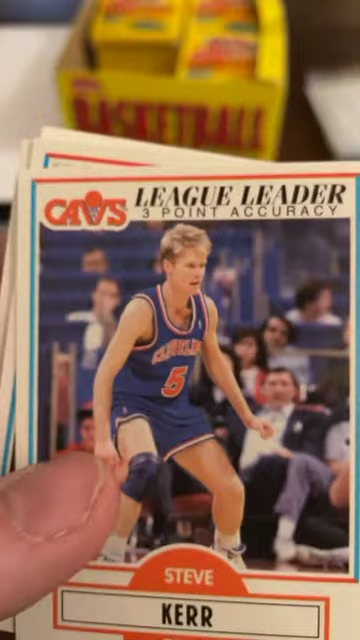 BASKETBALL
CAVS
LEAGUE LEADER
3 POINT ACCURACY
CLEVELAND
5
STEVE
KERR